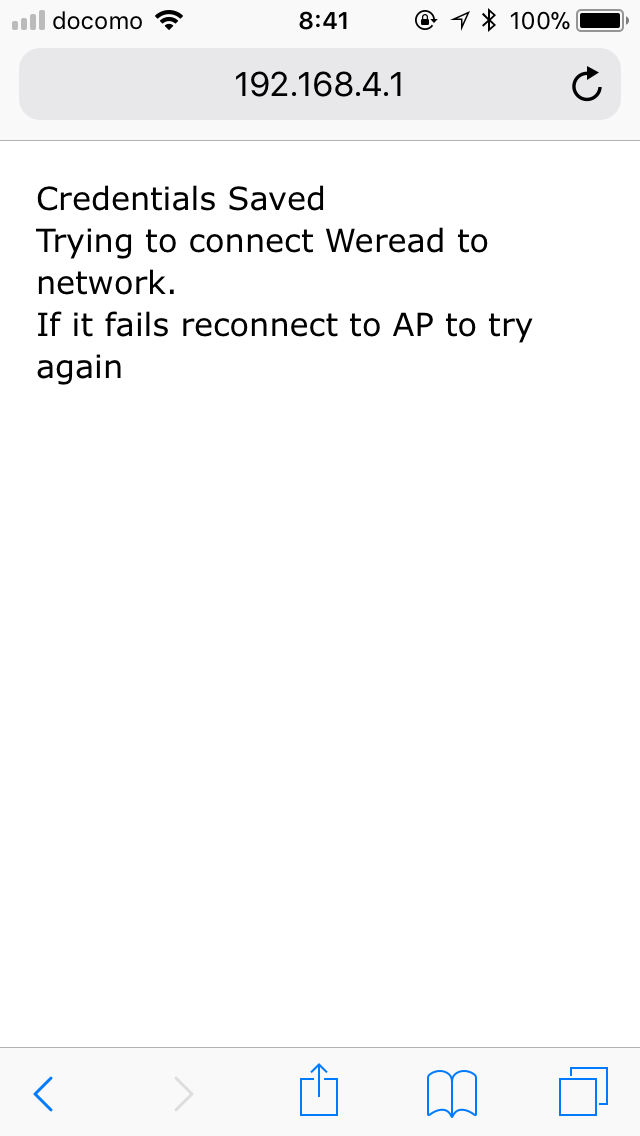 docomo 8:41 100%
192.168.4.1
Credentials Saved
Trying to connect Weread to
network.
If it fails reconnect to AP to try
again